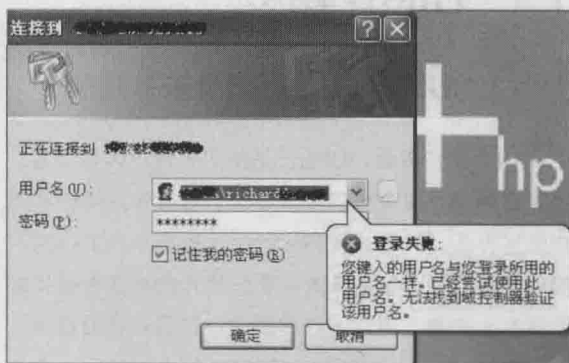 连接到
正在连接到
用户名(U):
\richard
密码(P):
********
记住我的密码(R)
登录失败:
您键入的用户名与您登录所用的
用户名一样。已经尝试使用此
用户名。无法找到域控制器验证
该用户名。
确定
取消
hp